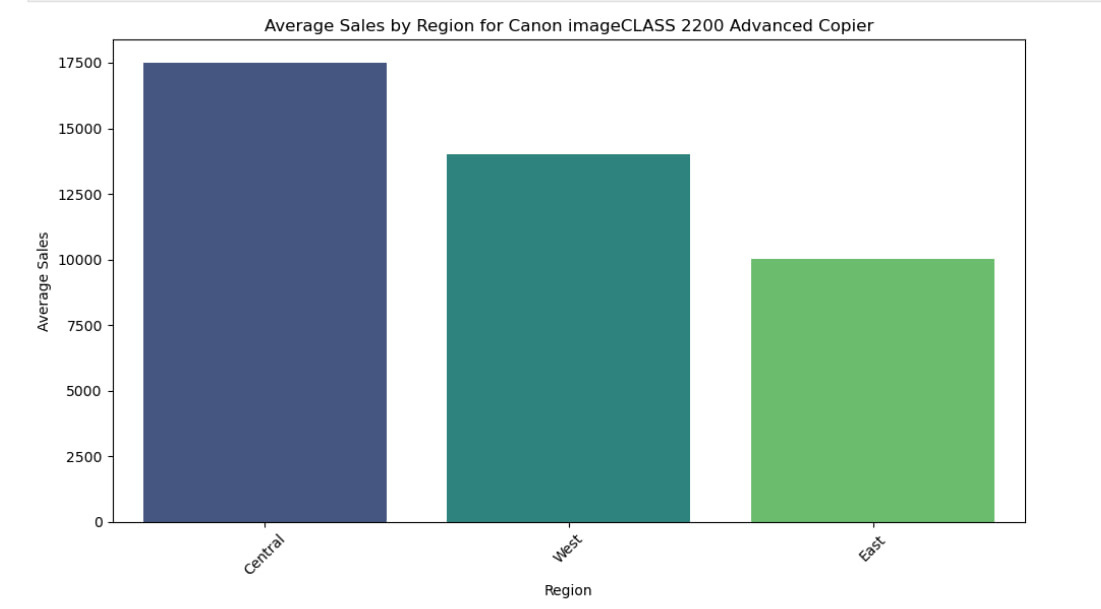 Average Sales by Region for Canon imageCLASS 2200 Advanced Copier
17500
15000
12500
10000
7500
5000
2500
0
Average Sales
Central
West
East
Region